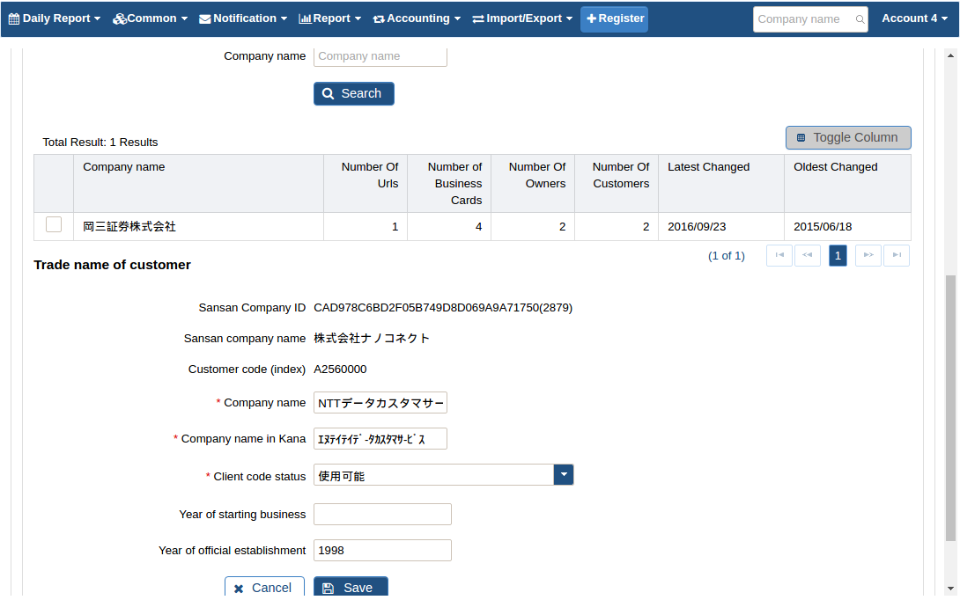 Daily Report Common Notification Report Accounting Import/Export Register Company name Account 4
Company name Company name
Search
Total Result: 1 Results
Toggle Column
Company name Number Of Urls Number of Business Cards Number Of Owners Number Of Customers Latest Changed Oldest Changed
岡三証券株式会社 1 4 2 2 2016/09/23 2015/06/18
(1 of 1) 1
Trade name of customer
Sansan Company ID CAD978C6BD2F05B749D8D069A9A71750(2879)
Sansan company name 株式会社ナノコネクト
Customer code (index) A2560000
* Company name NTTデータカスタマサー
* Company name in Kana ｴﾇﾃｲﾃｲﾃﾞｰﾀｶｽﾀﾏｻｰﾋﾞｽ
* Client code status 使用可能
Year of starting business
Year of official establishment 1998
Cancel Save